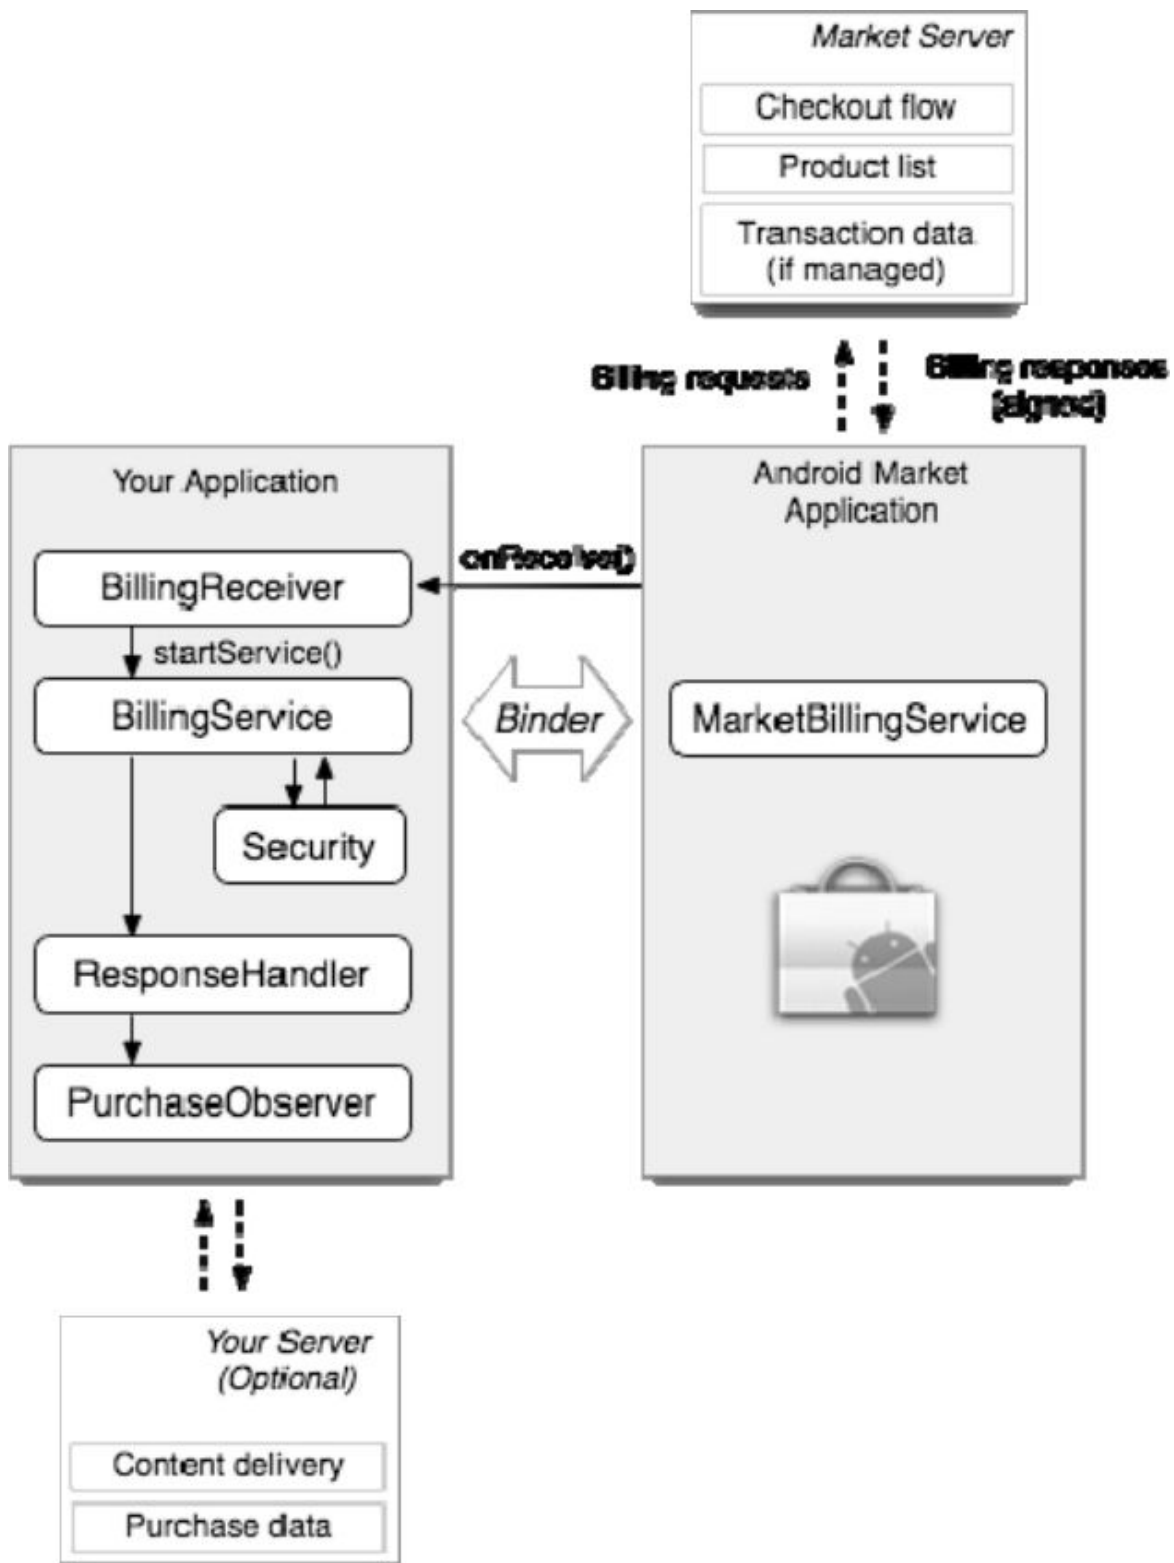 Market Server
Checkout flow
Product list
Transaction data
(if managed)
Billing requests
Billing responses
(signed)
Your Application
Android Market
Application
onReceive()
BillingReceiver
startService()
BillingService
Binder
MarketBillingService
Security
ResponseHandler
PurchaseObserver
Your Server
(Optional)
Content delivery
Purchase data